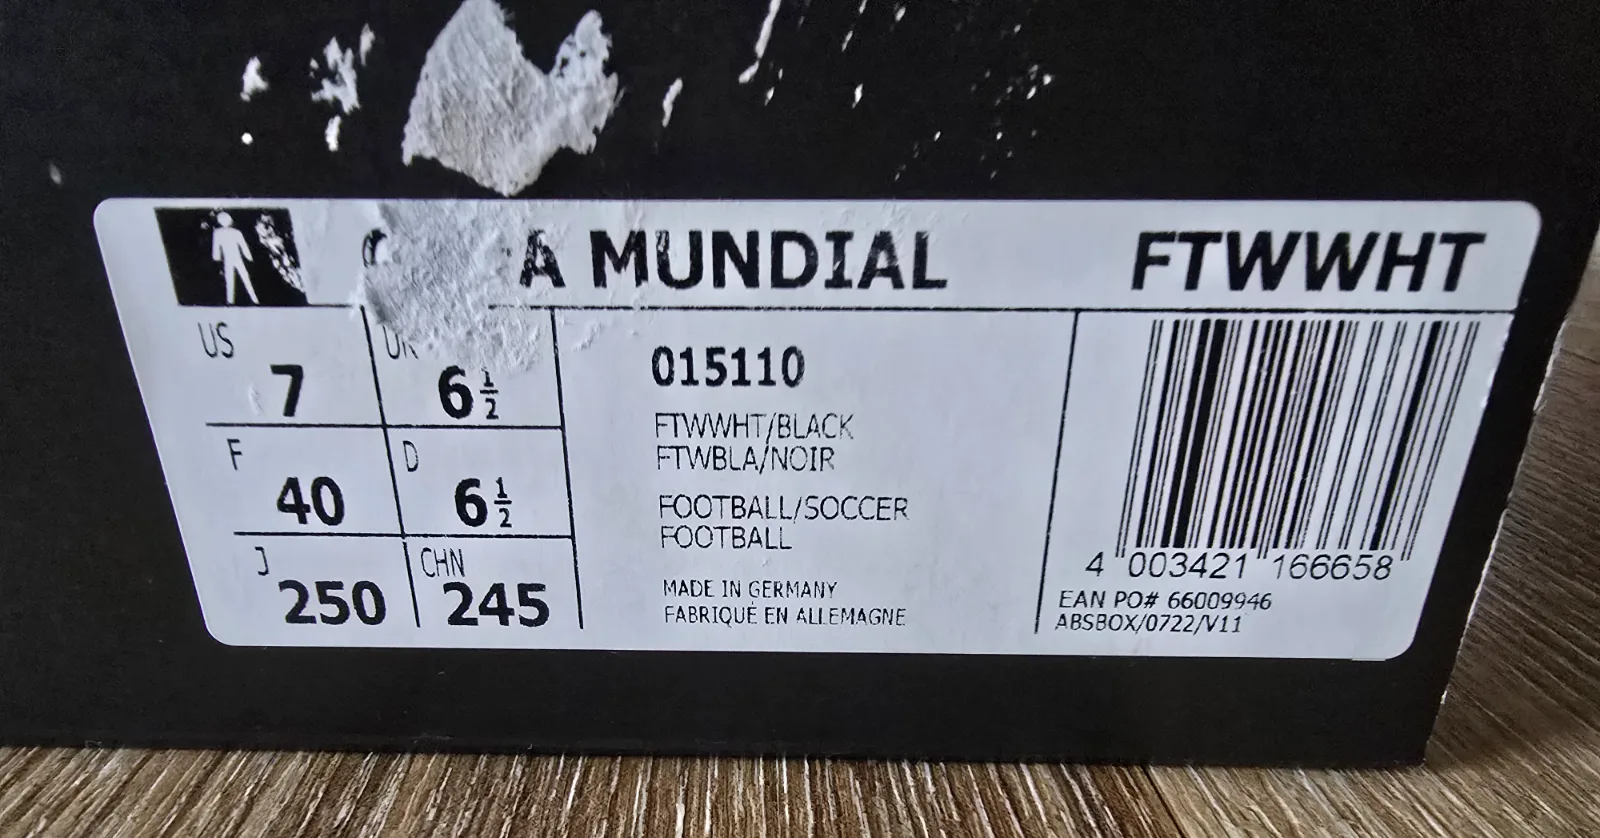 MUNDIAL FTWWHT
US
7
6½
F
40
D
6½
J
250
CHN
245
015110
FTWWHT/BLACK
FTWBLA/NOIR
FOOTBALL/SOCCER
FOOTBALL
MADE IN GERMANY
FABRIQUÉ EN ALLEMAGNE
4 003421 166658
EAN PO# 66009946
ABSBOX/0722/V11